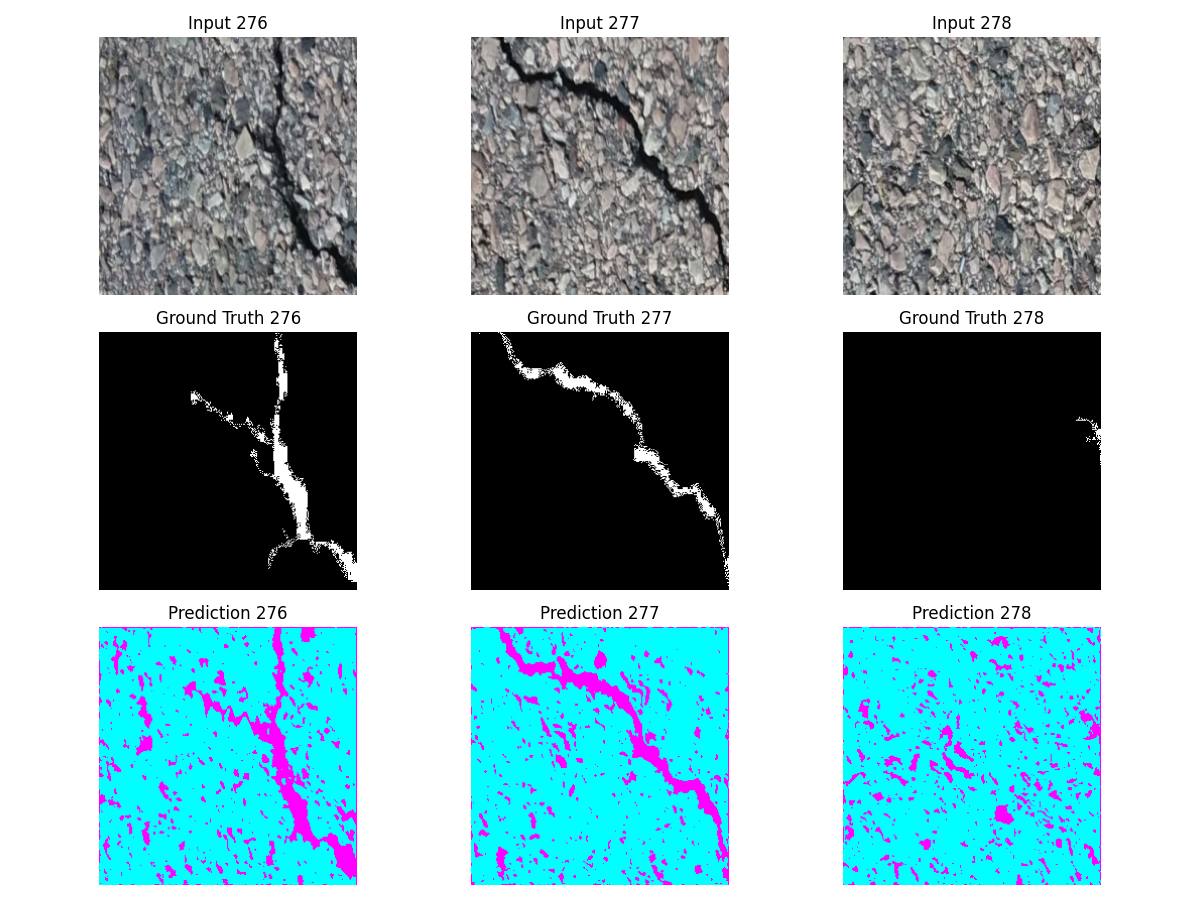 Input 276
Input 277
Input 278
Ground Truth 276
Ground Truth 277
Ground Truth 278
Prediction 276
Prediction 277
Prediction 278